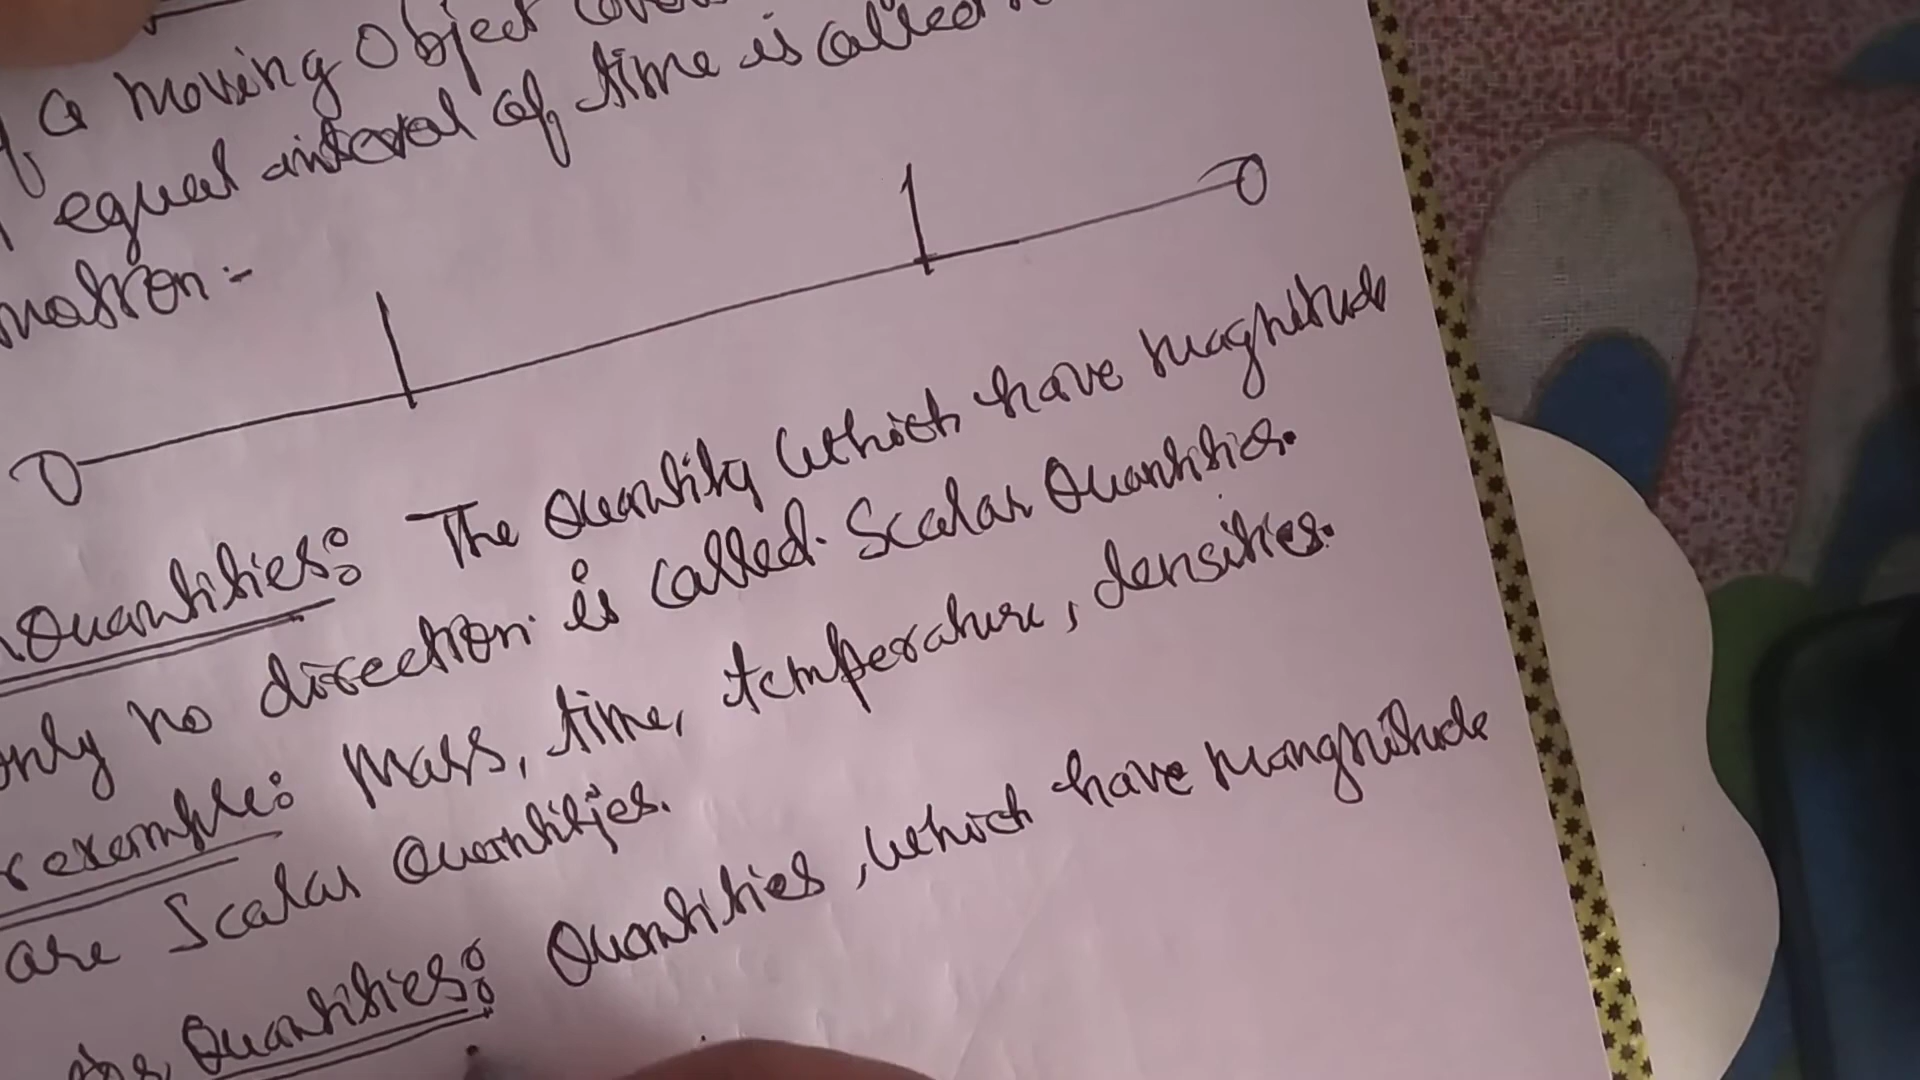 a moving Object
equal interval of time is called
motion :-
Quantities: The Quantity which have magnitude
only no direction is called Scalar Quantities.
example: Mass, time, temperature, densities.
are Scalar Quantities.
Quantities: Quantities, which have mangnitude